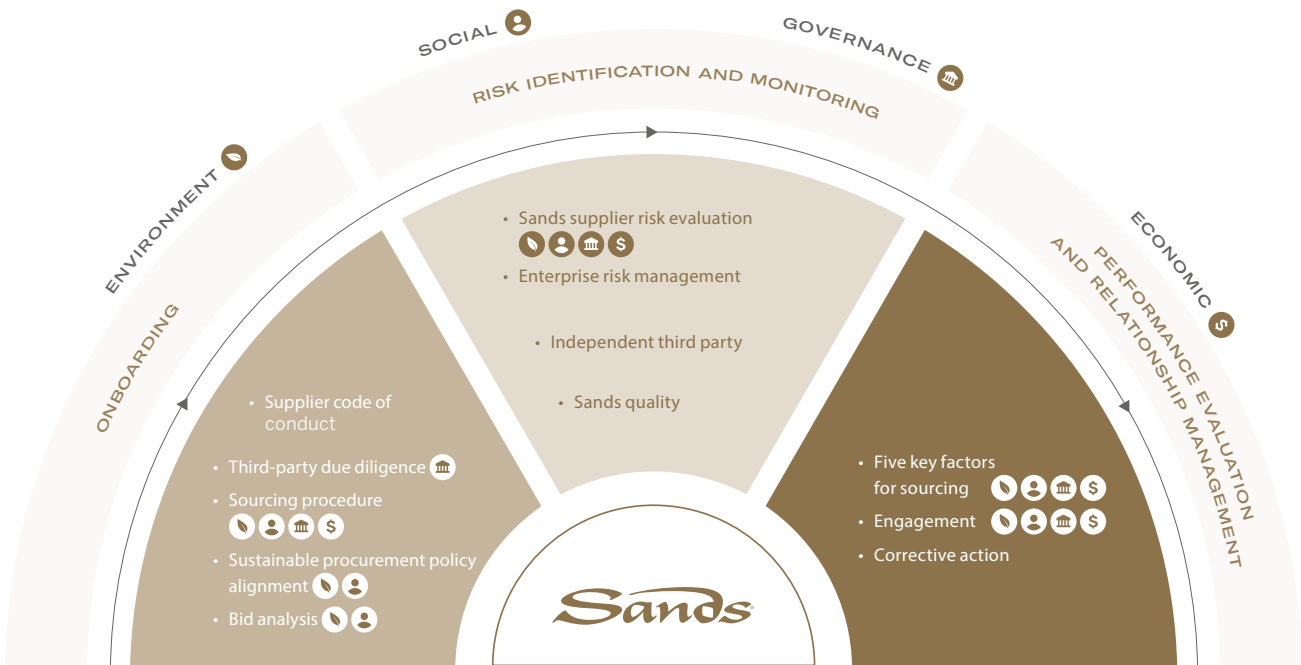 SOCIAL
GOVERNANCE
ENVIRONMENT
ECONOMIC
RISK IDENTIFICATION AND MONITORING
ONBOARDING
PERFORMANCE EVALUATION
AND RELATIONSHIP MANAGEMENT
• Supplier code of
conduct
• Third-party due diligence
• Sourcing procedure
$
• Sustainable procurement policy
alignment
• Bid analysis
• Sands supplier risk evaluation
$
• Enterprise risk management
• Independent third party
• Sands quality
• Five key factors
for sourcing $
• Engagement $
• Corrective action
Sands